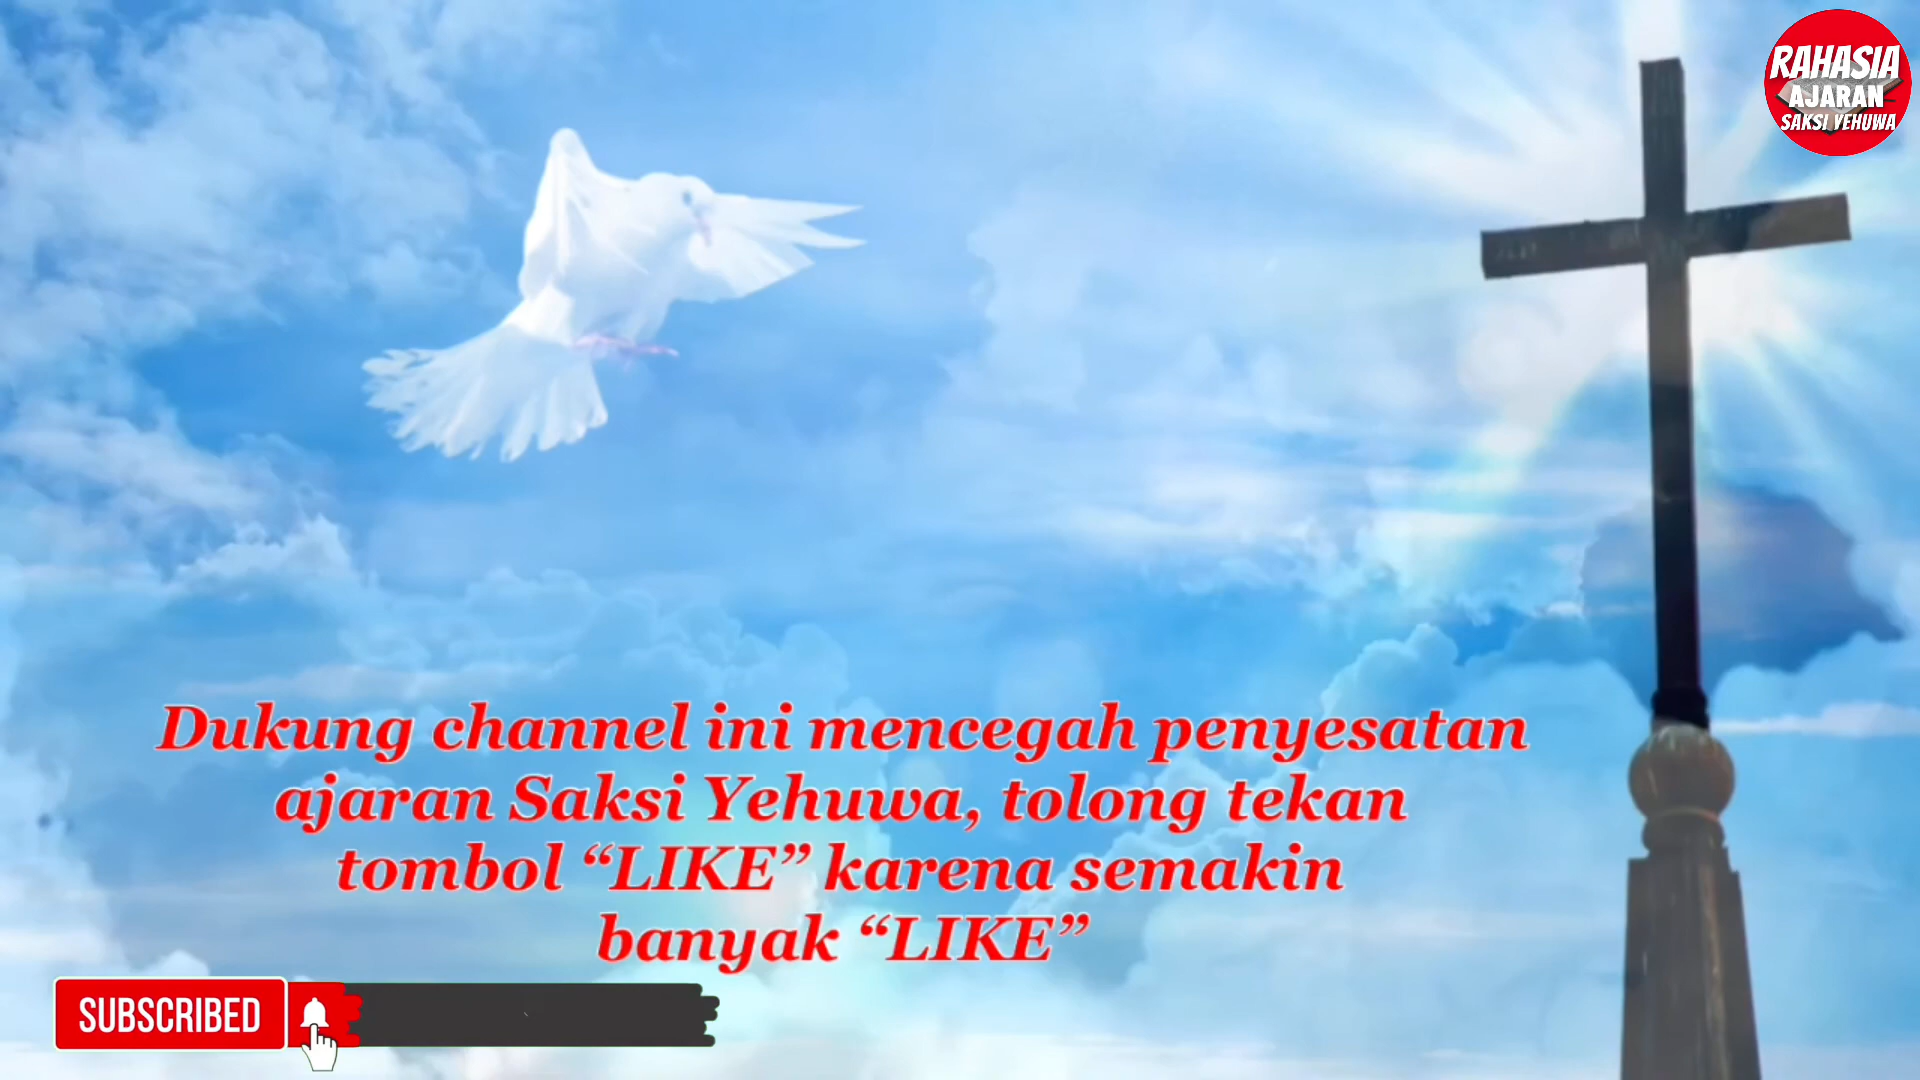 RAHASIA
AJARAN
SAKSI YEHUWA
Dukung channel ini mencegah penyesatan
ajaran Saksi Yehuwa, tolong tekan
tombol “LIKE” karena semakin
banyak “LIKE”
SUBSCRIBED